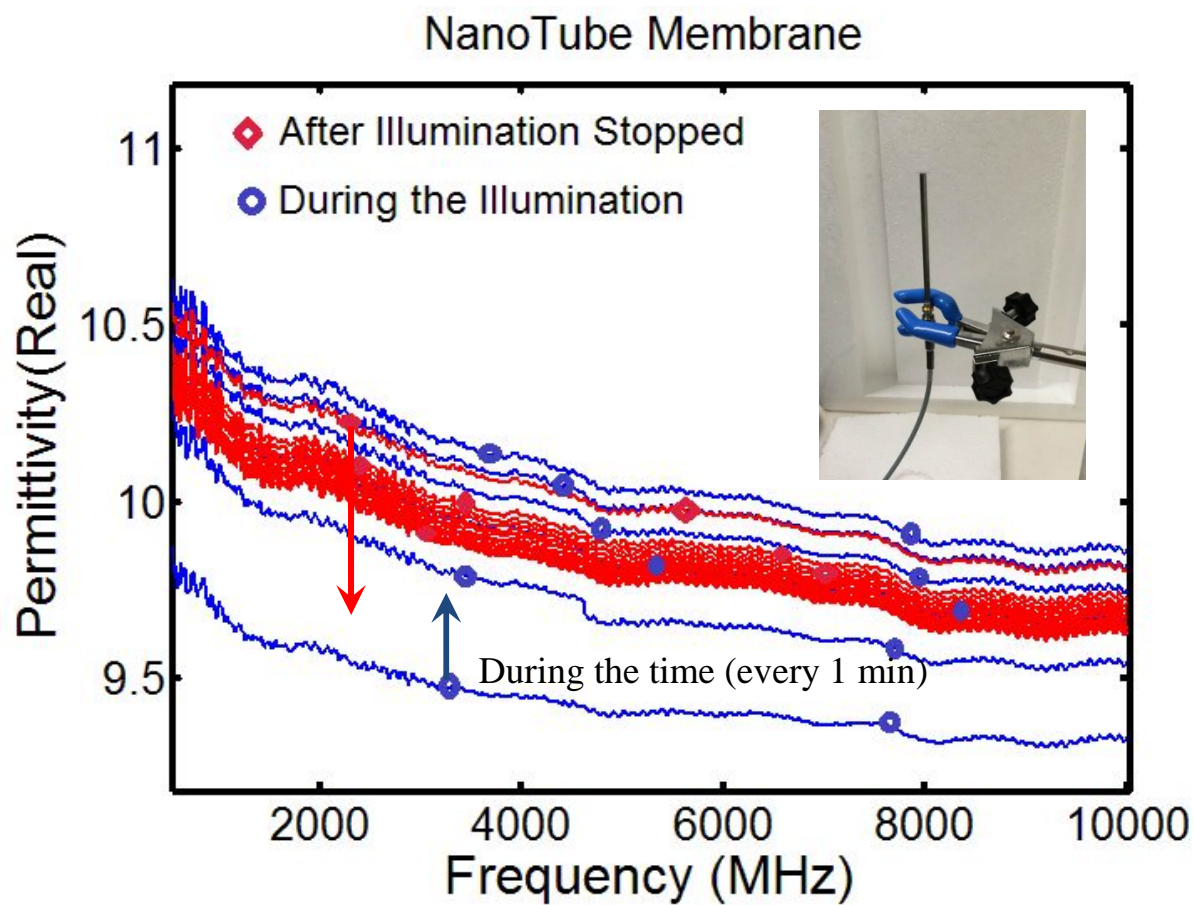 NanoTube Membrane
After Illumination Stopped
During the Illumination
11
10.5
10
9.5
Permittivity(Real)
During the time (every 1 min)
2000 4000 6000 8000 10000
Frequency (MHz)